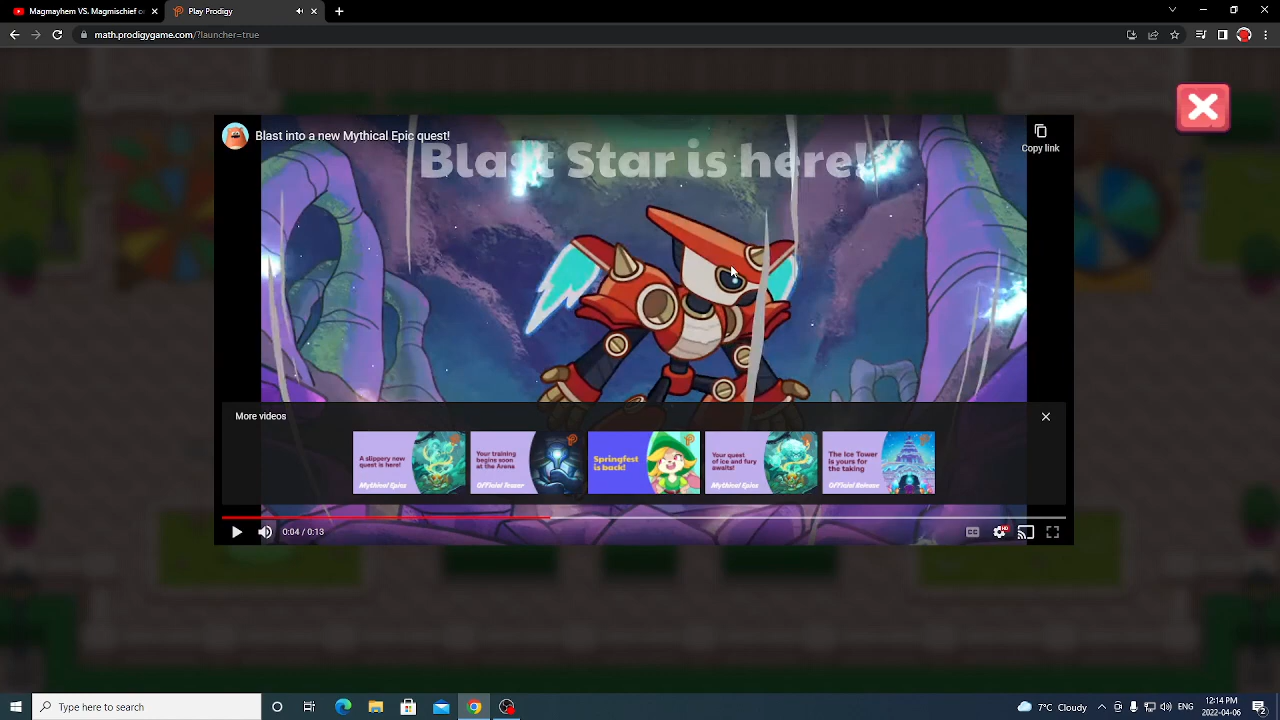 Magmayhem VS. Magmischief c
Play Prodigy
math.prodigygame.com/?launcher=true
Blast into a new Mythical Epic quest!
Copy link
Blast Star is here!
More videos
A slippery new
quest is here!
Mythical Epics
Your training
begins soon
at the Arena
Official Teaser
Springfest
is back!
Your quest
of ice and fury
awaits!
Mythical Epics
The Ice Tower
is yours for
the taking
Official Release
0:04 / 0:13
CC
HD
Type here to search
7°C Cloudy
ENG
12:14 PM
2022-04-06
2